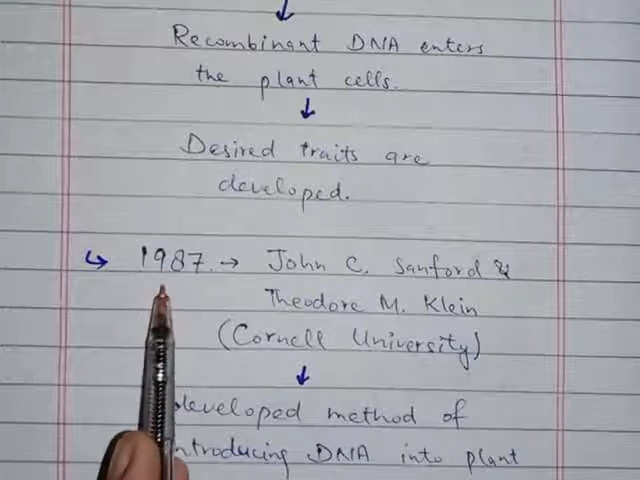 Recombinant DNA enters
the plant cells.
↓
Desired traits are
developed.
↳ 1987 → John C. Sanford &
Theodore M. Klein
(Cornell University)
↓
developed method of
introducing DNA into plant